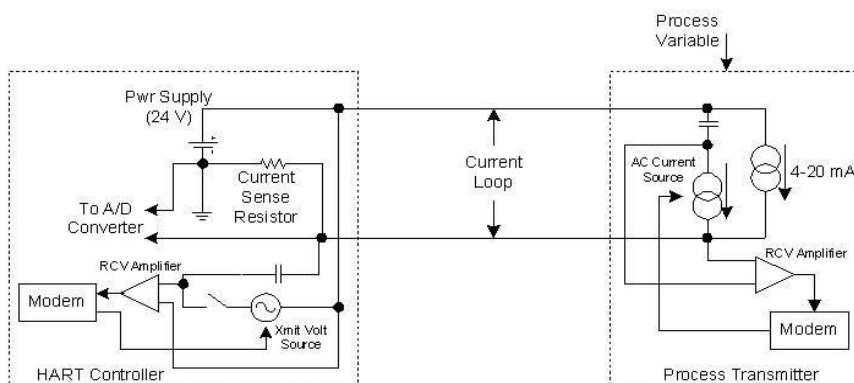 Process
Variable
Pwr Supply
(24 V)
Current
Sense
Resistor
To A/D
Converter
RCV Amplifier
Modem
Xmit Volt
Source
HART Controller
Current
Loop
AC Current
Source
4-20 mA
RCV Amplifier
Modem
Process Transmitter